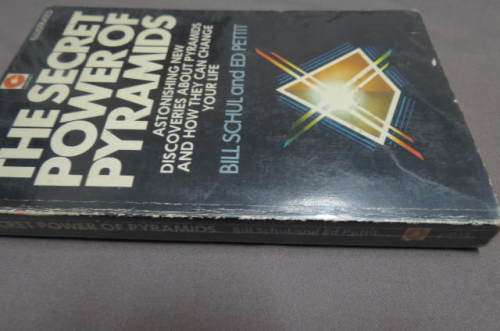 THE SECRET
POWER OF
PYRAMIDS
ASTONISHING NEW
DISCOVERIES ABOUT PYRAMIDS
AND HOW THEY CAN CHANGE
YOUR LIFE
BILL SCHUL and ED PETTIT
CRET POWER OF PYRAMIDS
Bill Schul and Ed Pettit